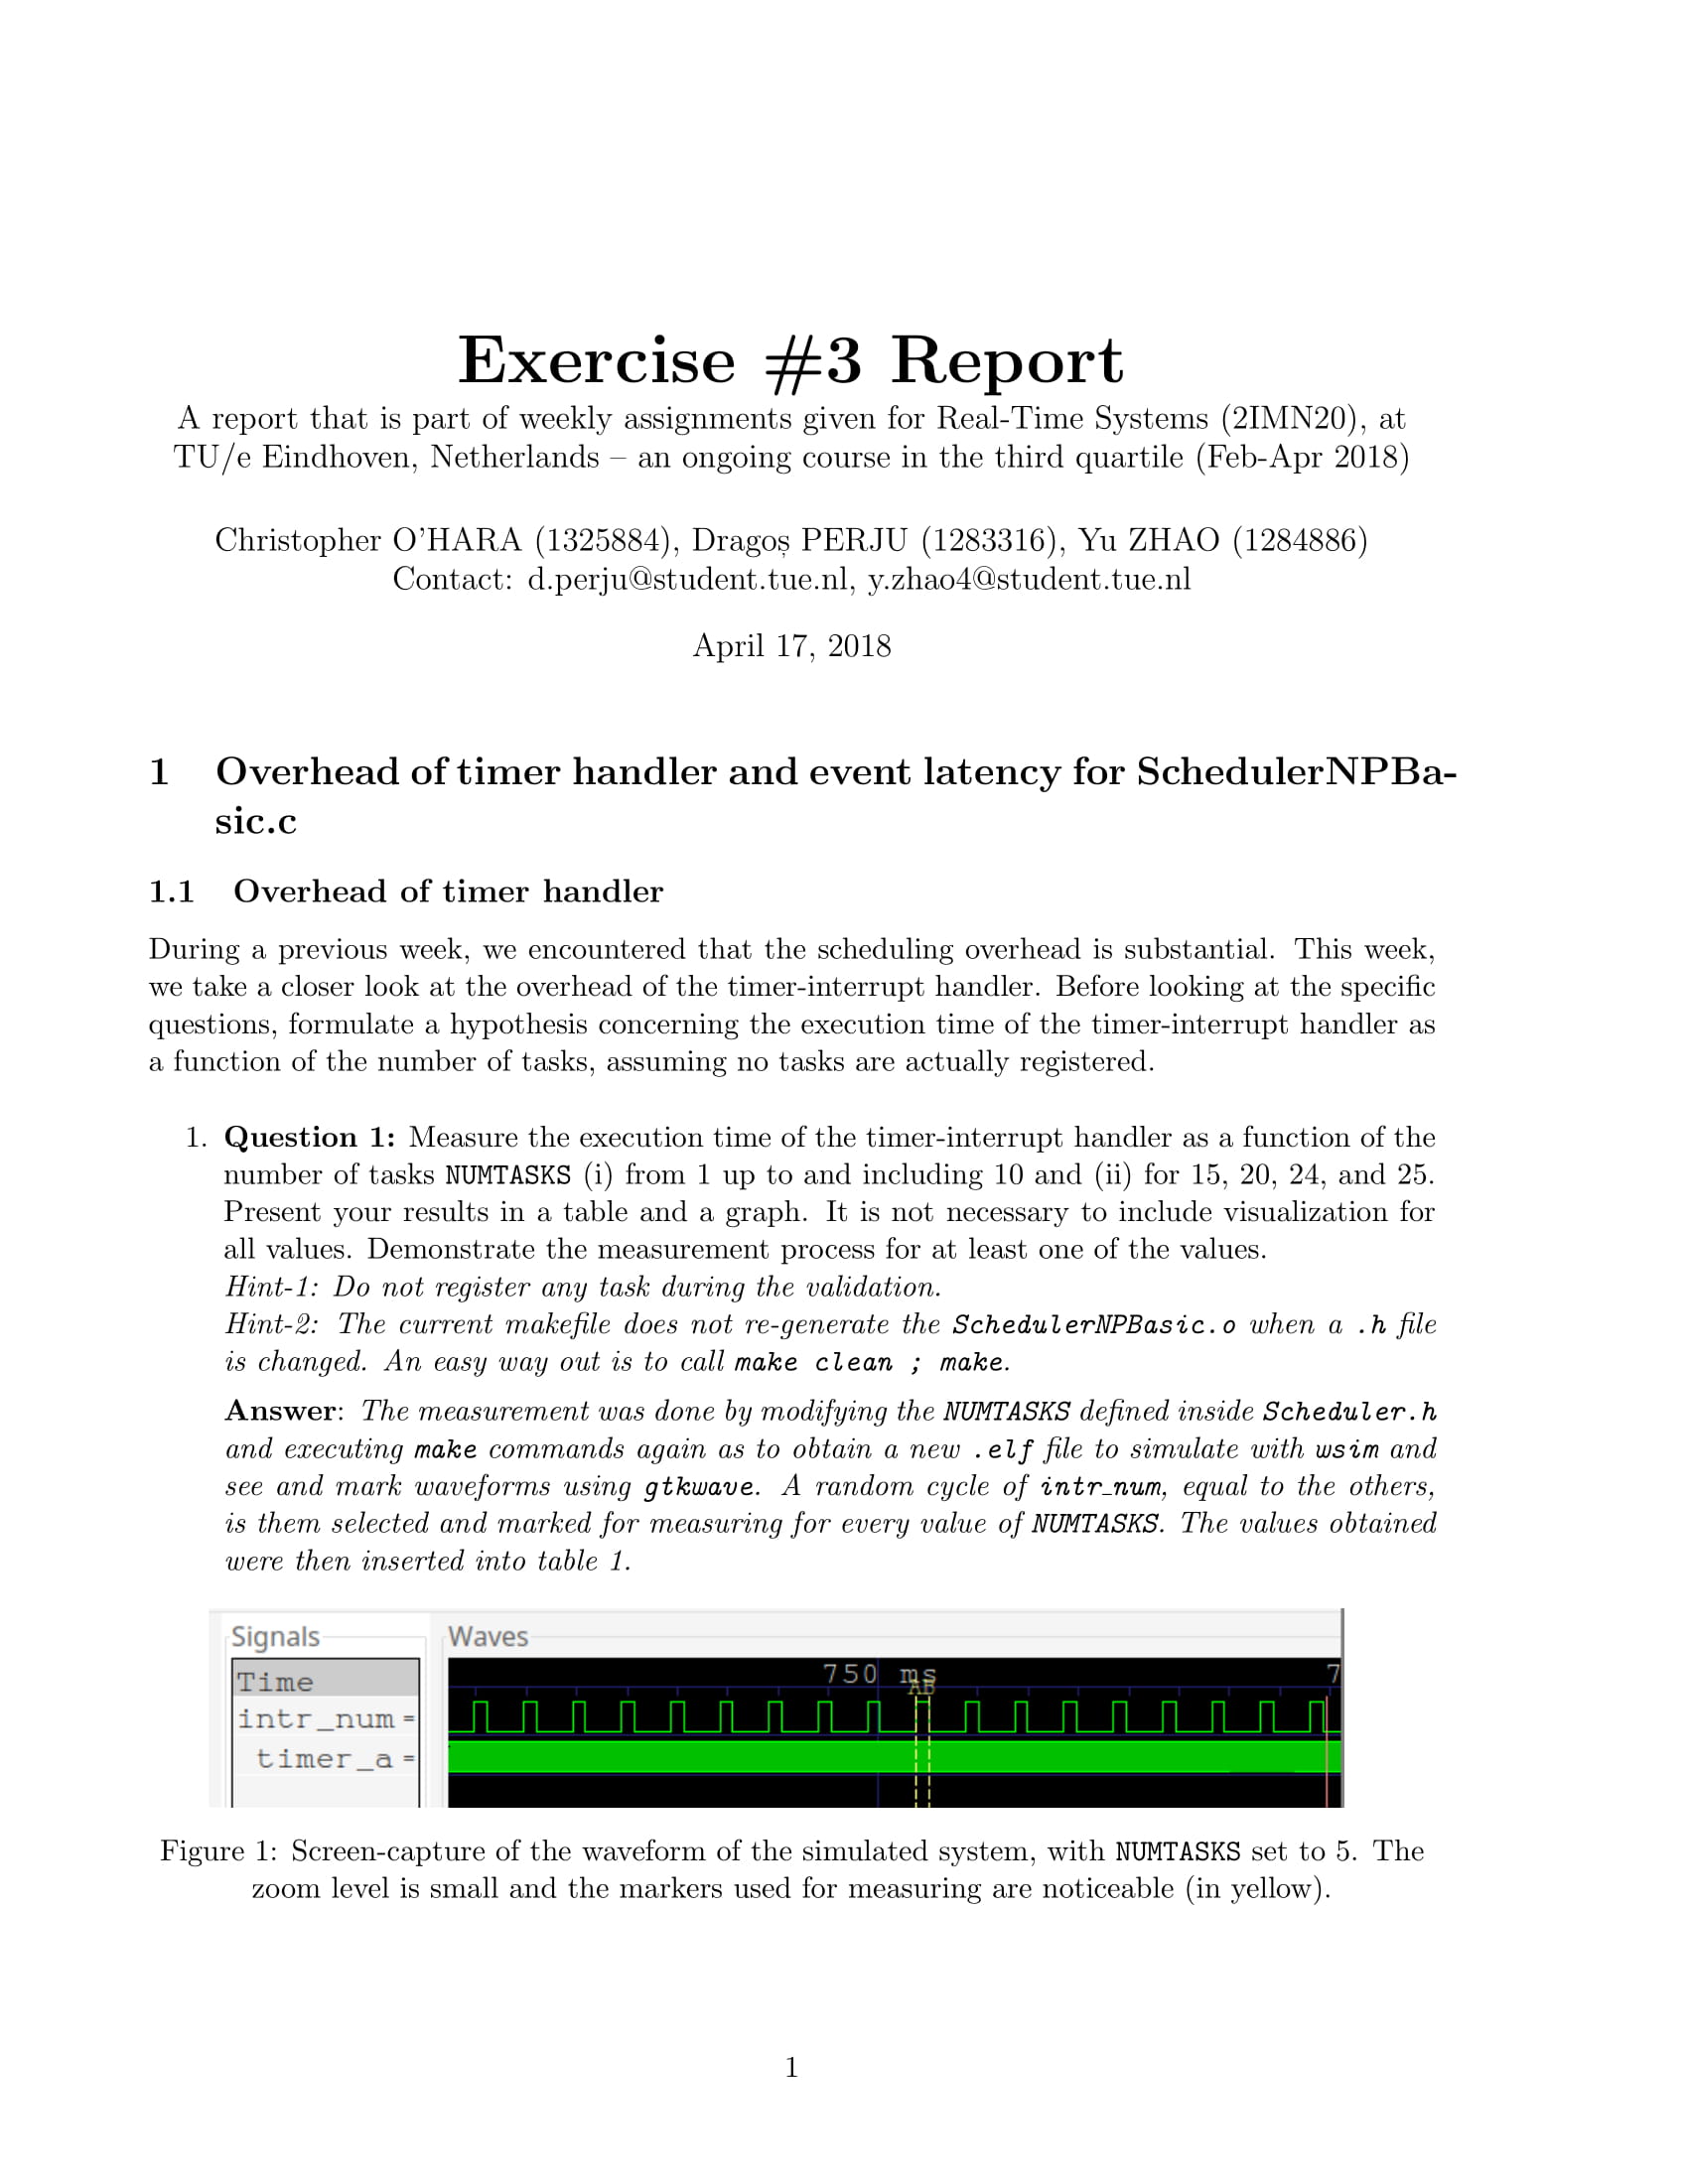 Exercise #3 Report
A report that is part of weekly assignments given for Real-Time Systems (2IMN20), at
TU/e Eindhoven, Netherlands – an ongoing course in the third quartile (Feb-Apr 2018)
Christopher O'HARA (1325884), Dragoș PERJU (1283316), Yu ZHAO (1284886)
Contact: d.perju@student.tue.nl, y.zhao4@student.tue.nl
April 17, 2018
1 Overhead of timer handler and event latency for SchedulerNPBa-
sic.c
1.1 Overhead of timer handler
During a previous week, we encountered that the scheduling overhead is substantial. This week,
we take a closer look at the overhead of the timer-interrupt handler. Before looking at the specific
questions, formulate a hypothesis concerning the execution time of the timer-interrupt handler as
a function of the number of tasks, assuming no tasks are actually registered.
1. Question 1: Measure the execution time of the timer-interrupt handler as a function of the
number of tasks NUMTASKS (i) from 1 up to and including 10 and (ii) for 15, 20, 24, and 25.
Present your results in a table and a graph. It is not necessary to include visualization for
all values. Demonstrate the measurement process for at least one of the values.
Hint-1: Do not register any task during the validation.
Hint-2: The current makefile does not re-generate the SchedulerNPBasic.o when a .h file
is changed. An easy way out is to call make clean ; make.
Answer: The measurement was done by modifying the NUMTASKS defined inside Scheduler.h
and executing make commands again as to obtain a new .elf file to simulate with wsim and
see and mark waveforms using gtkwave. A random cycle of intr_num, equal to the others,
is them selected and marked for measuring for every value of NUMTASKS. The values obtained
were then inserted into table 1.
Signals
Waves
Time
750 ms
7
AB
intr_num =
timer_a =
Figure 1: Screen-capture of the waveform of the simulated system, with NUMTASKS set to 5. The
zoom level is small and the markers used for measuring are noticeable (in yellow).
1